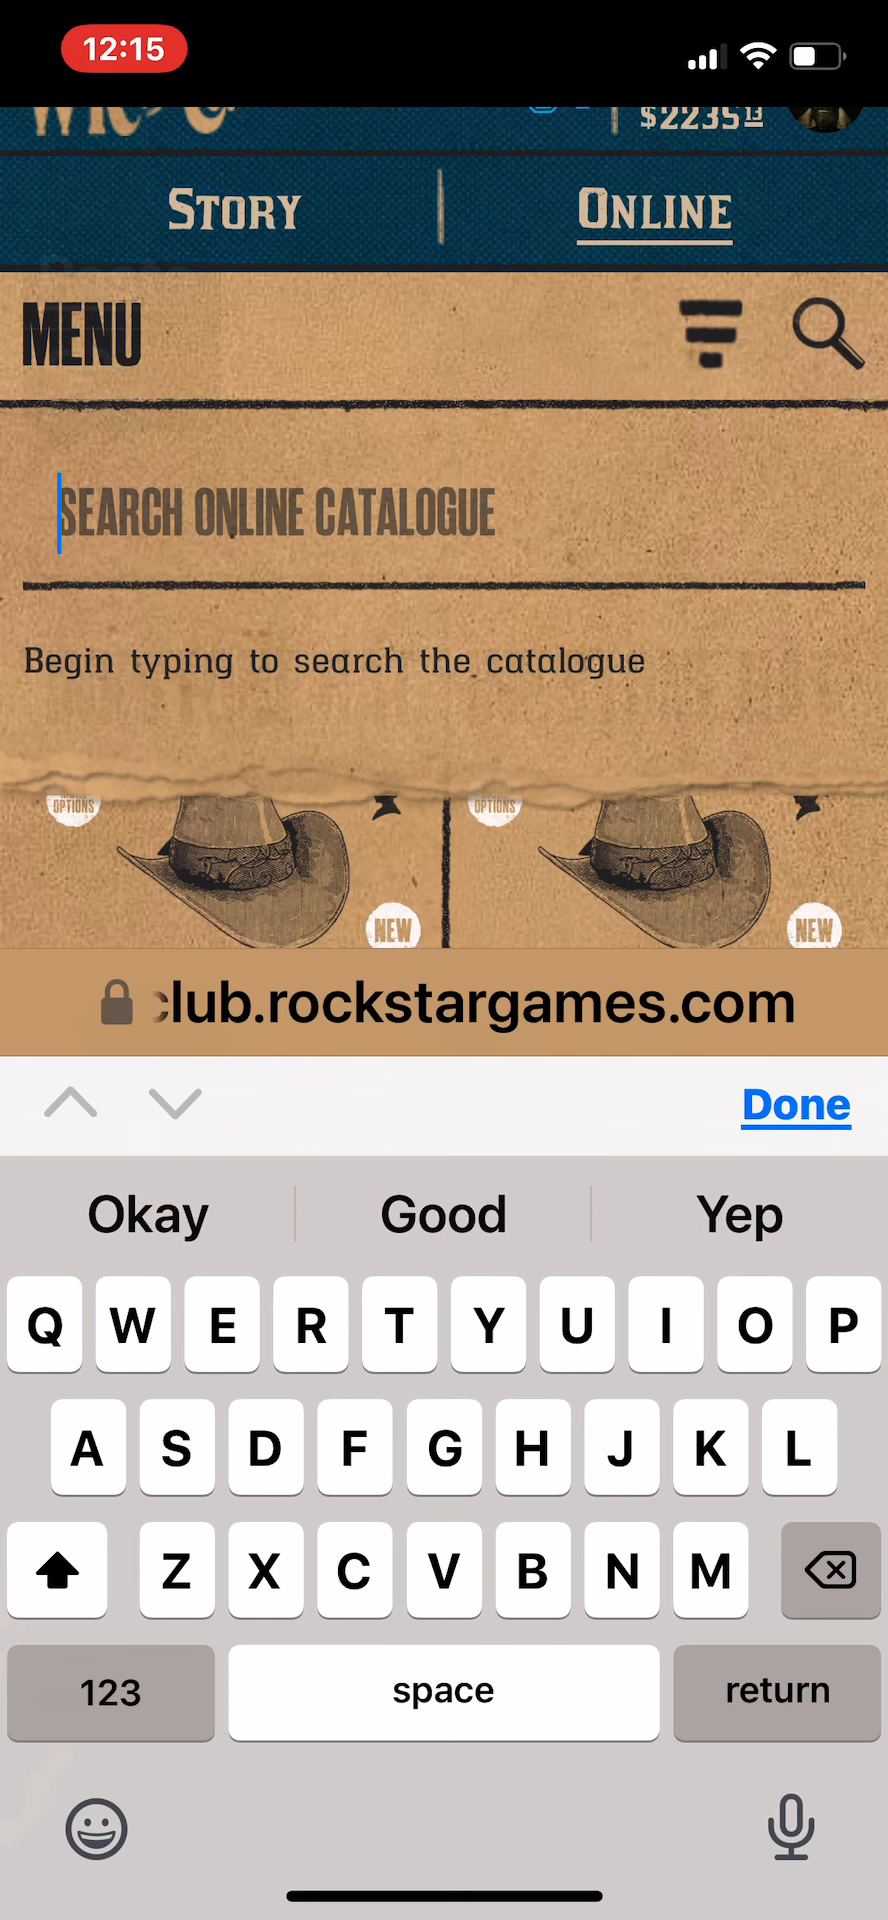 12:15
$2235 13
STORY
ONLINE
MENU
SEARCH ONLINE CATALOGUE
Begin typing to search the catalogue
OPTIONS
OPTIONS
NEW
NEW
club.rockstargames.com
Done
Okay
Good
Yep
Q W E R T Y U I O P
A S D F G H J K L
Z X C V B N M
123
space
return